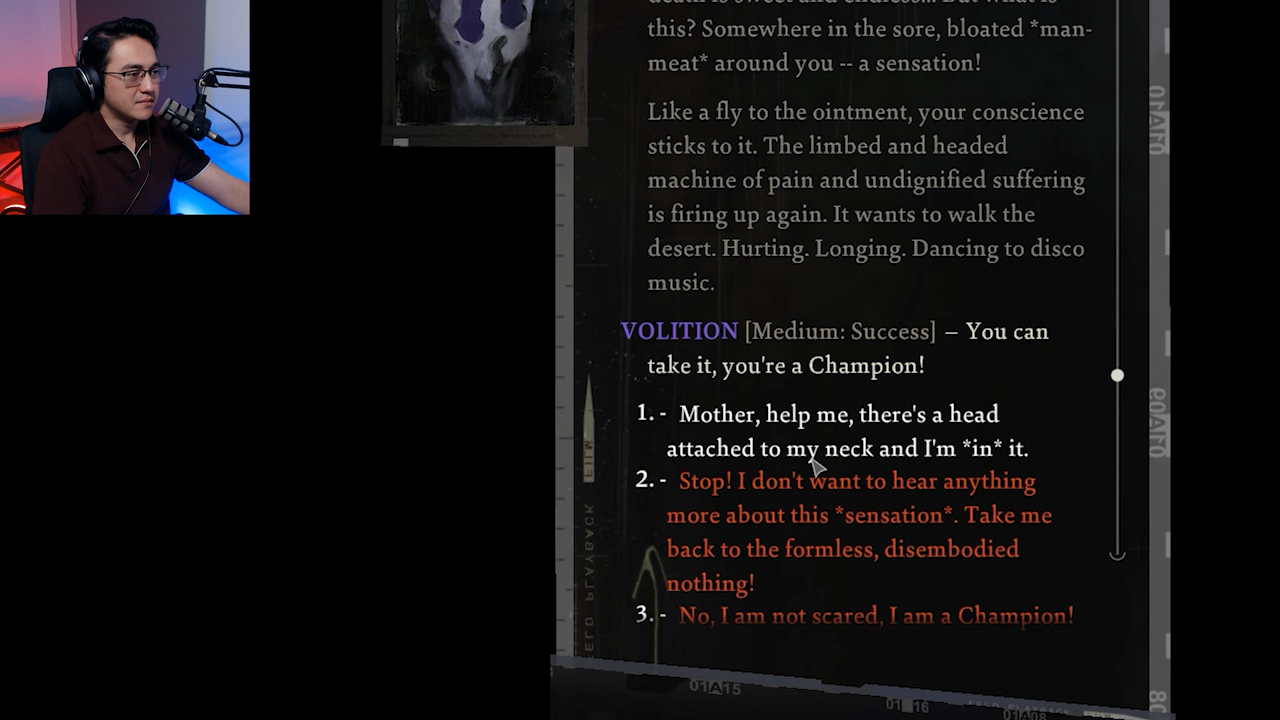 this? Somewhere in the sore, bloated *man-
meat* around you -- a sensation!
Like a fly to the ointment, your conscience
sticks to it. The limbed and headed
machine of pain and undignified suffering
is firing up again. It wants to walk the
desert. Hurting. Longing. Dancing to disco
music.
VOLITION [Medium: Success] – You can
take it, you're a Champion!
1. - Mother, help me, there's a head
attached to my neck and I'm *in* it.
2. - Stop! I don't want to hear anything
more about this *sensation*. Take me
back to the formless, disembodied
nothing!
3. - No, I am not scared, I am a Champion!
FILM
01A15